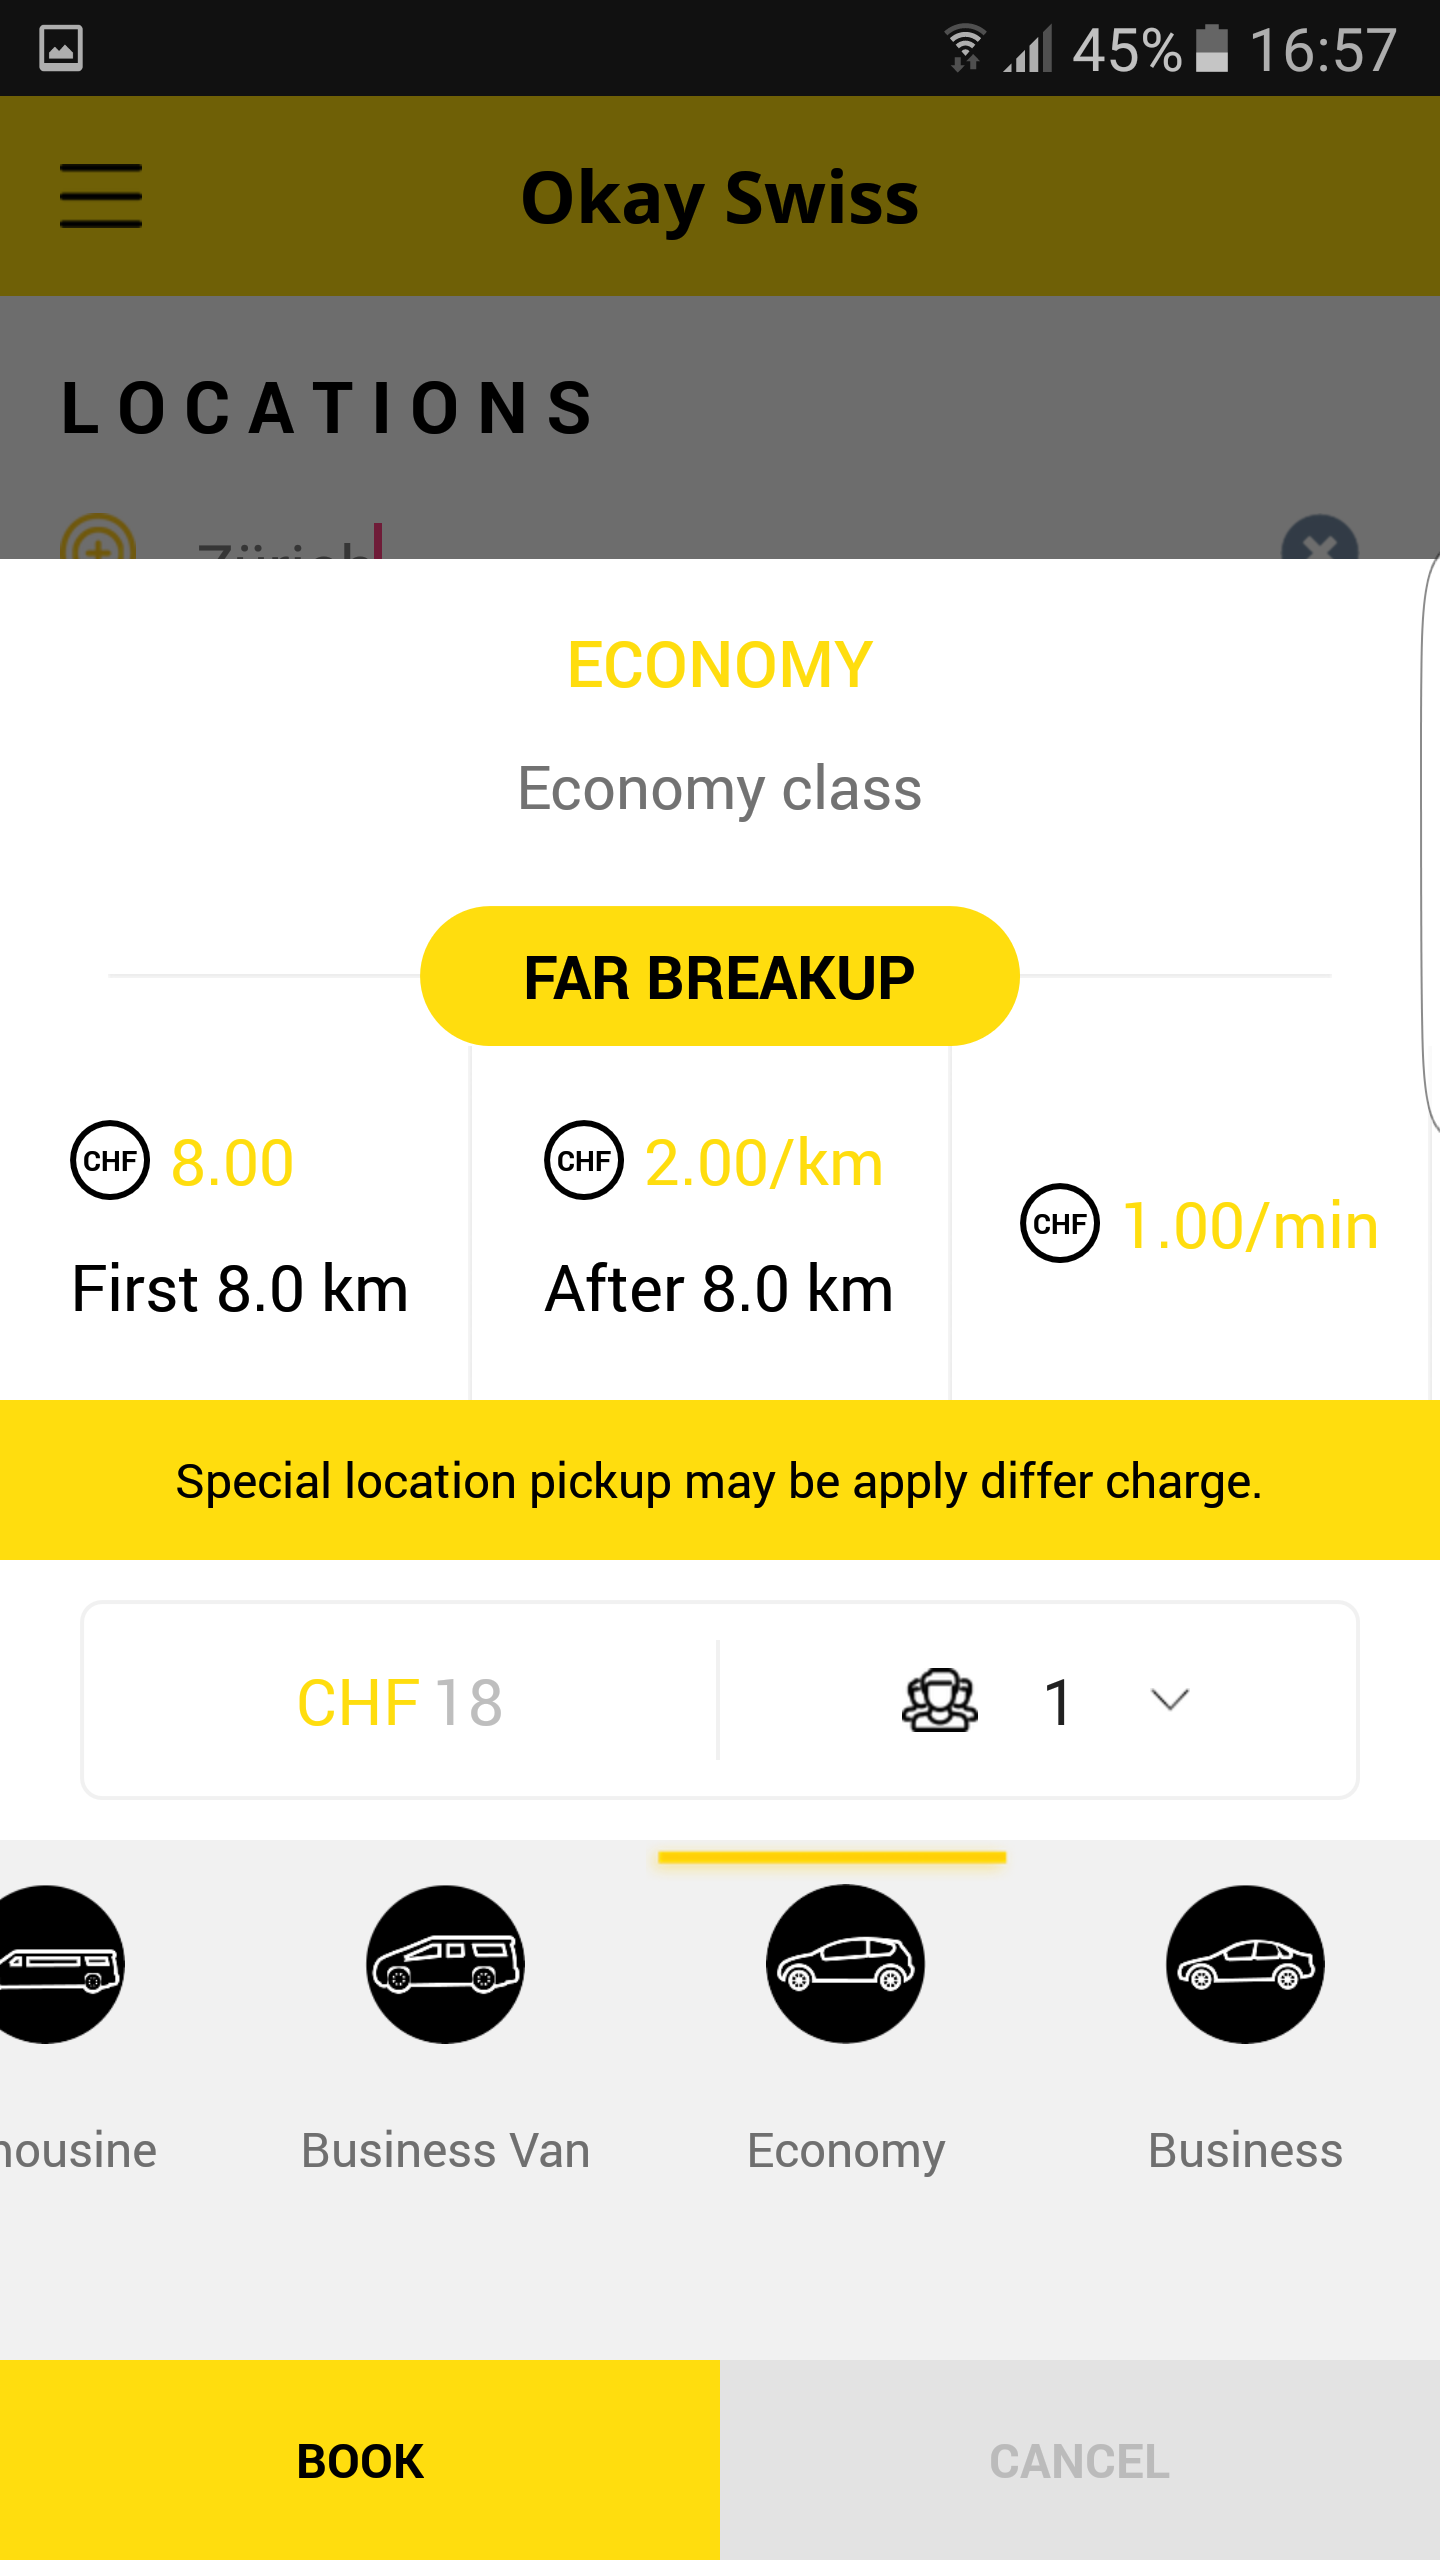 45% 16:57
Okay Swiss
LOCATIONS
Zürich
ECONOMY
Economy class
FAR BREAKUP
CHF 8.00
First 8.0 km
CHF 2.00/km
After 8.0 km
CHF 1.00/min
Special location pickup may be apply differ charge.
CHF 18
1
Business Van
Economy
Business
BOOK
CANCEL